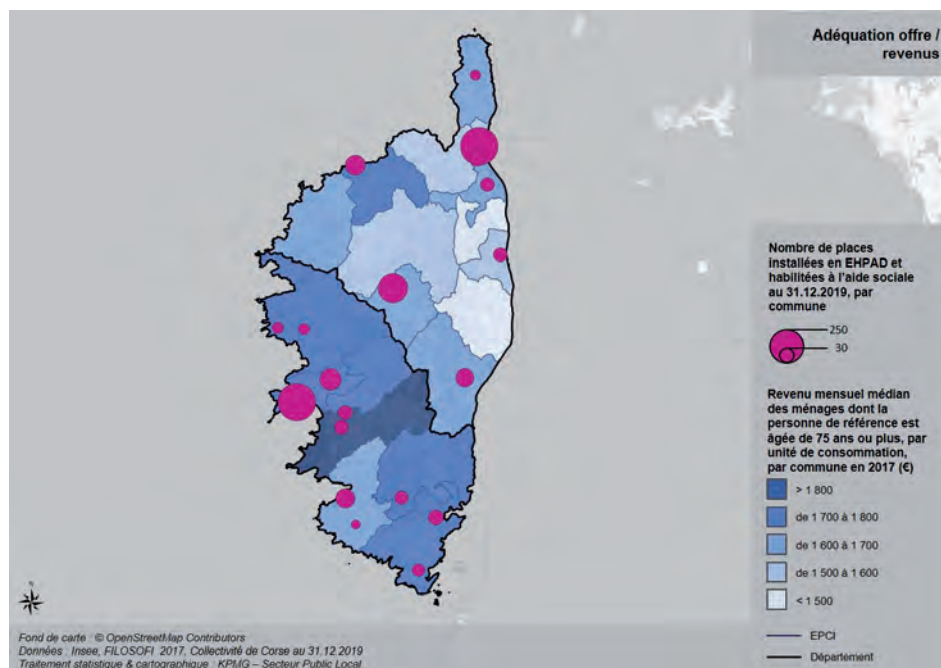 Adéquation offre /
revenus
Nombre de places
installées en EHPAD et
habilitées à l'aide sociale
au 31.12.2019, par
commune
250
30
Revenu mensuel médian
des ménages dont la
personne de référence est
âgée de 75 ans ou plus, par
unité de consommation,
par commune en 2017 (€)
> 1 800
de 1 700 à 1 800
de 1 600 à 1 700
de 1 500 à 1 600
< 1 500
EPCI
Département
Fond de carte : © OpenStreetMap Contributors
Données : Insee, FILOSOFI 2017, Collectivité de Corse au 31.12 2019
Traitement statistique & cartographique : KPMG – Secteur Public Local